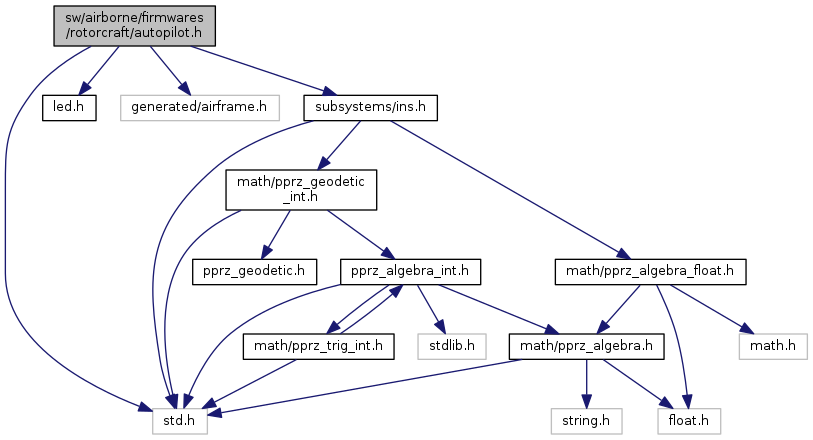 sw/airborne/firmwares
/rotorcraft/autopilot.h
led.h
generated/airframe.h
subsystems/ins.h
math/pprz_geodetic
_int.h
pprz_geodetic.h
pprz_algebra_int.h
math/pprz_algebra_float.h
math/pprz_trig_int.h
stdlib.h
math/pprz_algebra.h
math.h
std.h
string.h
float.h